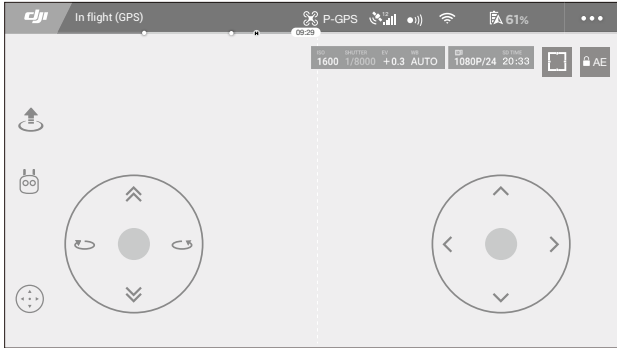 dji In flight (GPS) P-GPS 12 61%
09:29
ISO SHUTTER EV WB SD TIME
1600 1/8000 +0.3 AUTO 1080P/24 20:33 AE